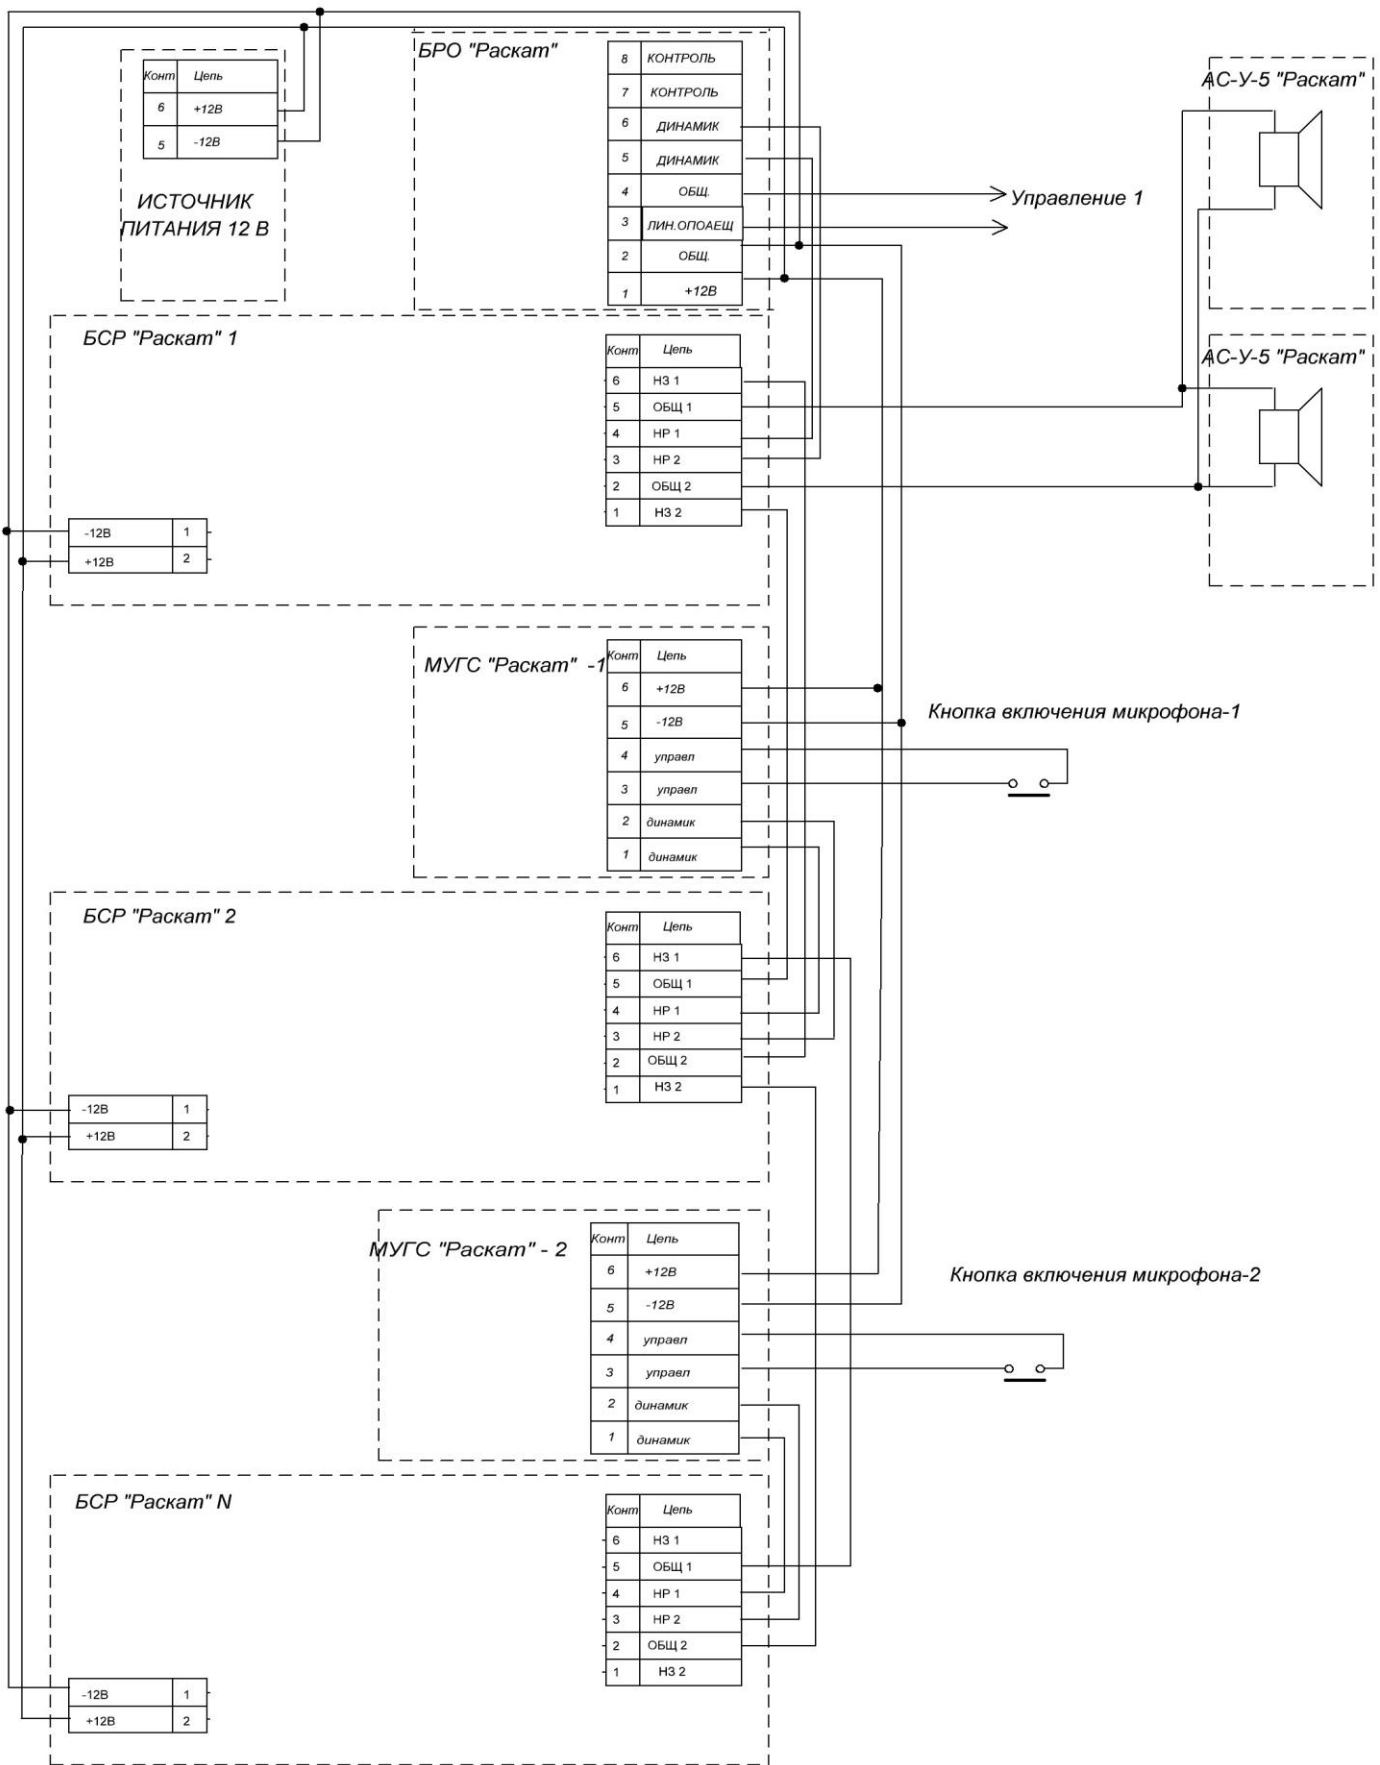 БРО "Раскат"
8 КОНТРОЛЬ
7 КОНТРОЛЬ
6 ДИНАМИК
5 ДИНАМИК
4 ОБЩ.
3 ЛИН.ОПОАЕЩ
2 ОБЩ.
1 +12В
Конт Цепь
6 +12В
5 -12В
ИСТОЧНИК
ПИТАНИЯ 12 В
Управление 1
АС-У-5 "Раскат"
АС-У-5 "Раскат"
БСР "Раскат" 1
Конт Цепь
6 НЗ 1
5 ОБЩ 1
4 НР 1
3 НР 2
2 ОБЩ 2
1 НЗ 2
-12В 1
+12В 2
МУГС "Раскат" -1
Конт Цепь
6 +12В
5 -12В
4 управл
3 управл
2 динамик
1 динамик
Кнопка включения микрофона-1
БСР "Раскат" 2
Конт Цепь
6 НЗ 1
5 ОБЩ 1
4 НР 1
3 НР 2
2 ОБЩ 2
1 НЗ 2
-12В 1
+12В 2
МУГС "Раскат" - 2
Конт Цепь
6 +12В
5 -12В
4 управл
3 управл
2 динамик
1 динамик
Кнопка включения микрофона-2
БСР "Раскат" N
Конт Цепь
6 НЗ 1
5 ОБЩ 1
4 НР 1
3 НР 2
2 ОБЩ 2
1 НЗ 2
-12В 1
+12В 2